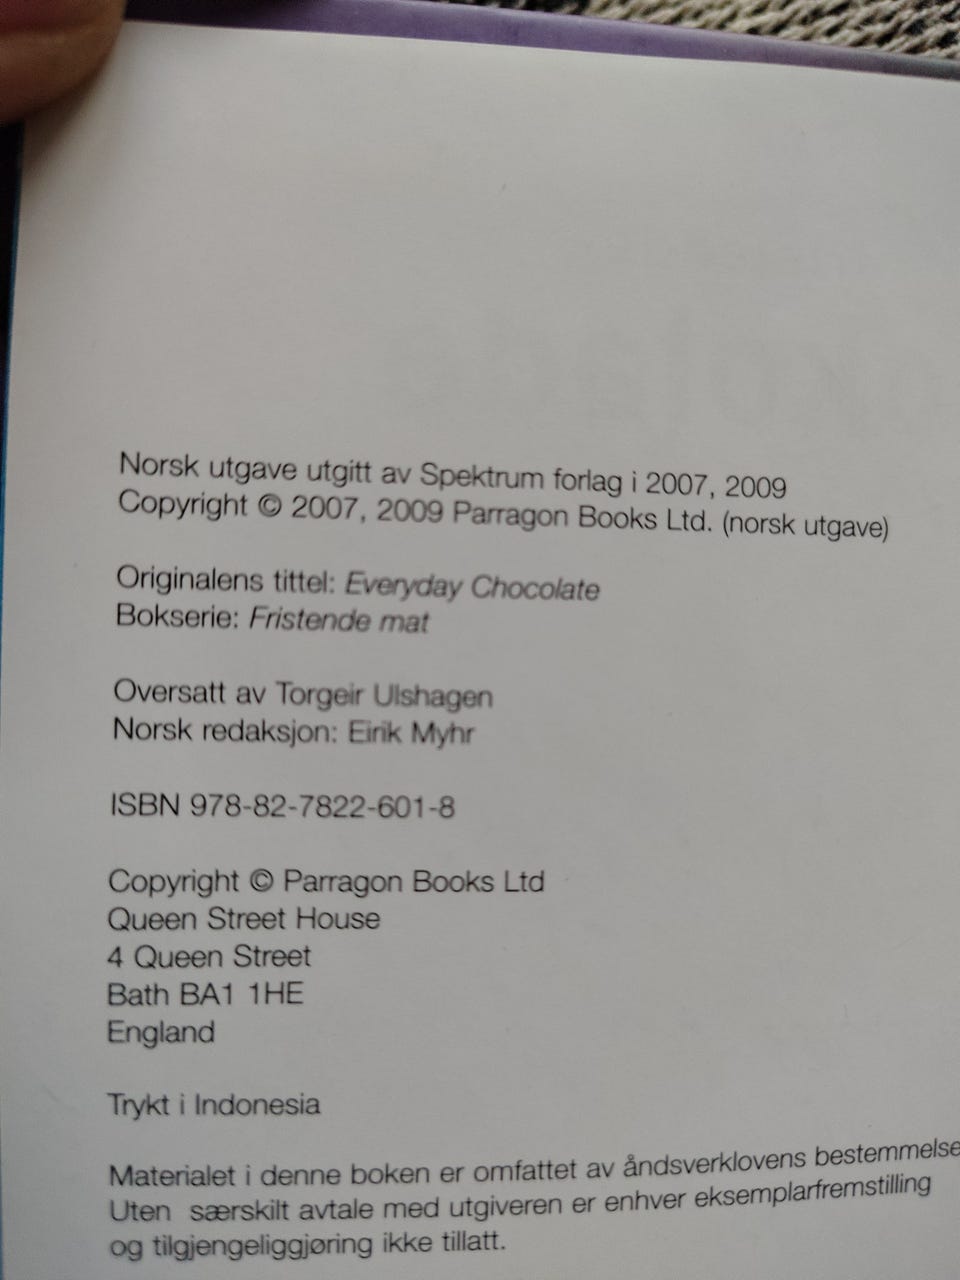 Norsk utgave utgitt av Spektrum forlag i 2007, 2009
Copyright © 2007, 2009 Parragon Books Ltd. (norsk utgave)
Originalens tittel: Everyday Chocolate
Bokserie: Fristende mat
Oversatt av Torgeir Ulshagen
Norsk redaksjon: Eirik Myhr
ISBN 978-82-7822-601-8
Copyright © Parragon Books Ltd
Queen Street House
4 Queen Street
Bath BA1 1HE
England
Trykt i Indonesia
Materialet i denne boken er omfattet av åndsverklovens bestemmelse
Uten særskilt avtale med utgiveren er enhver eksemplarfremstilling
og tilgjengeliggjøring ikke tillatt.